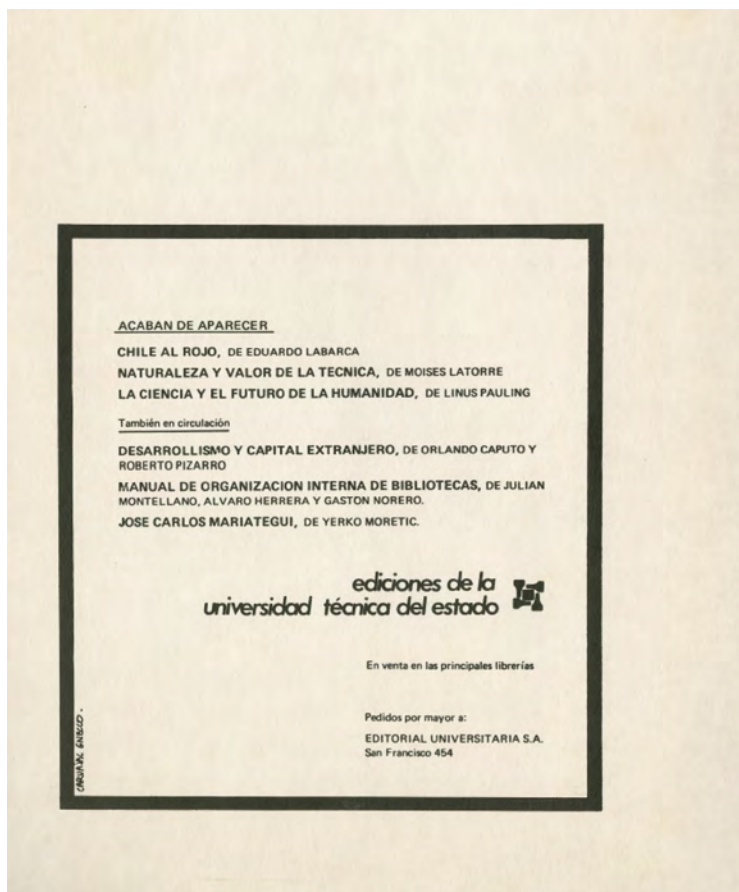 ACABAN DE APARECER
CHILE AL ROJO, DE EDUARDO LABARCA
NATURALEZA Y VALOR DE LA TECNICA, DE MOISES LATORRE
LA CIENCIA Y EL FUTURO DE LA HUMANIDAD, DE LINUS PAULING
También en circulación
DESARROLLISMO Y CAPITAL EXTRANJERO, DE ORLANDO CAPUTO Y
ROBERTO PIZARRO
MANUAL DE ORGANIZACION INTERNA DE BIBLIOTECAS, DE JULIAN
MONTELLANO, ALVARO HERRERA Y GASTON NORERO.
JOSE CARLOS MARIATEGUI, DE YERKO MORETIC.
ediciones de la
universidad técnica del estado
En venta en las principales librerías
Pedidos por mayor a:
EDITORIAL UNIVERSITARIA S.A.
San Francisco 454